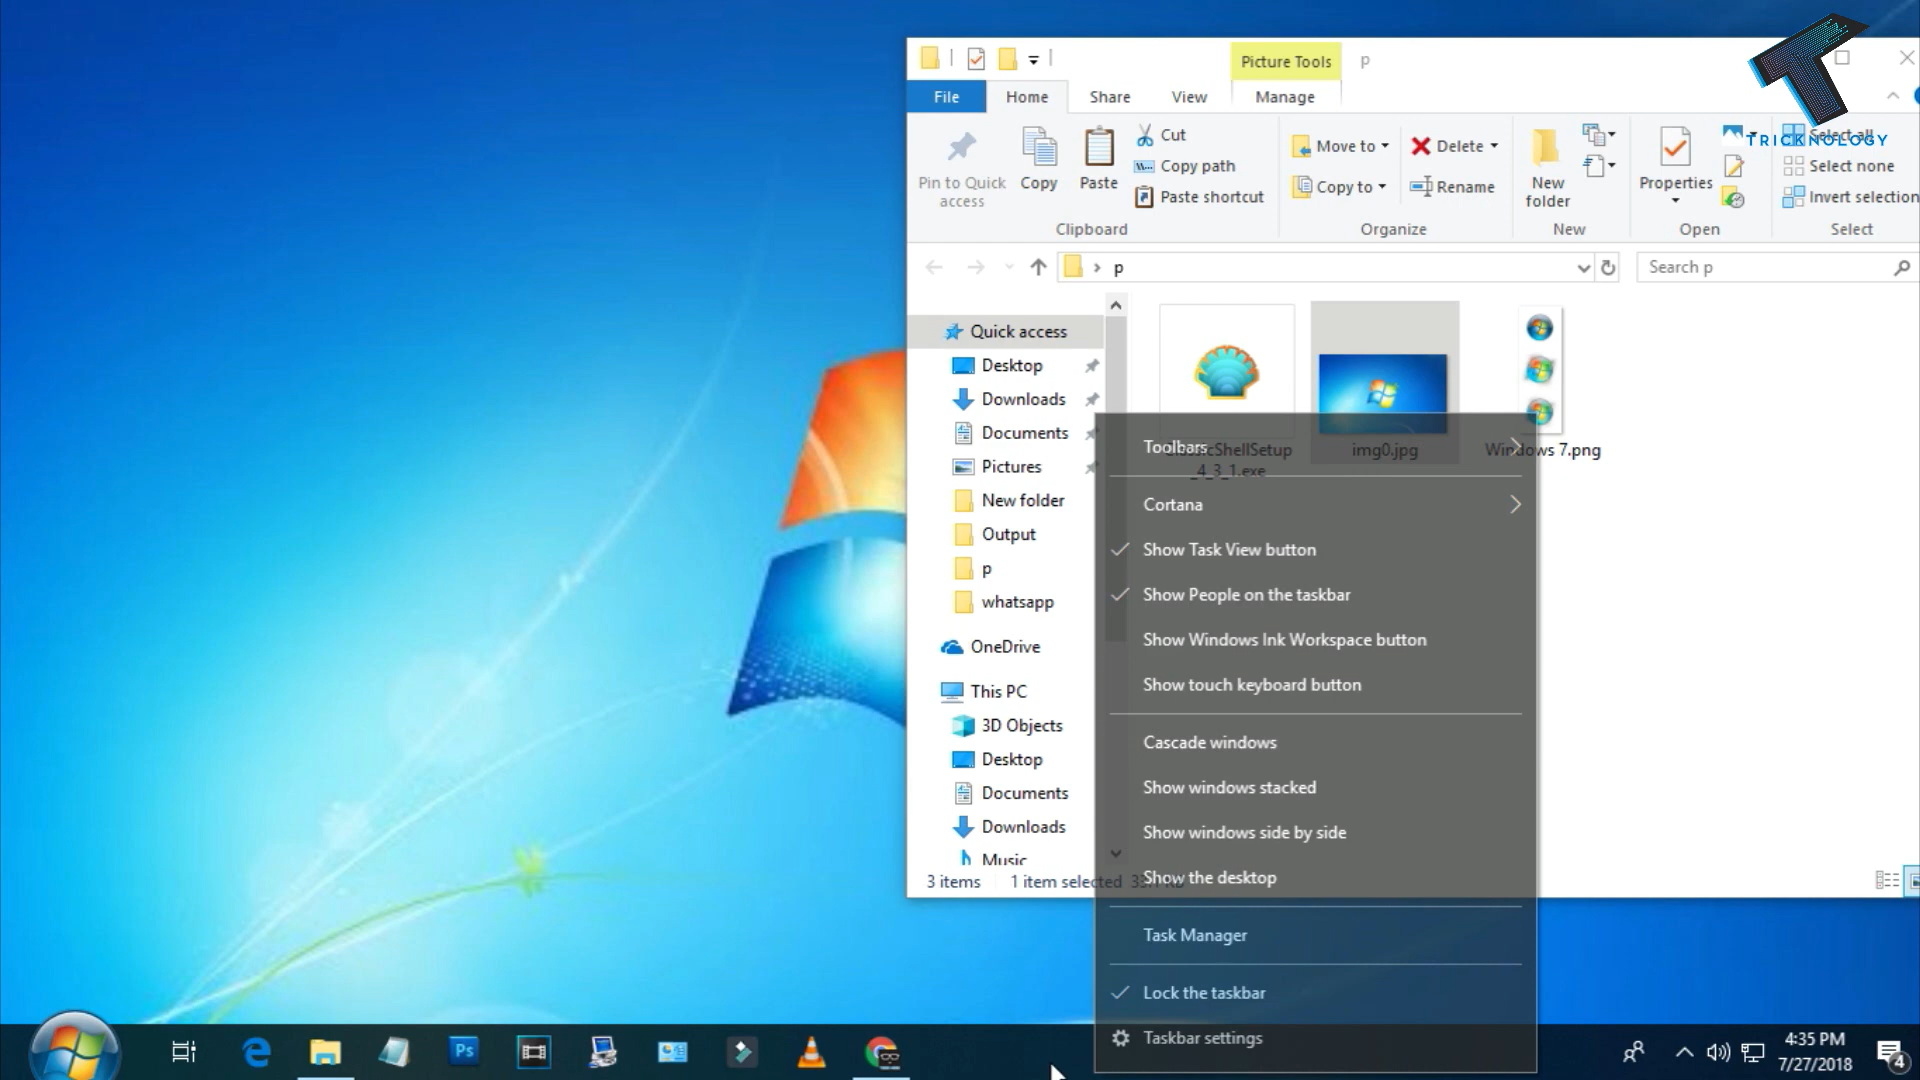 Picture Tools
p
File
Home
Share
View
Manage
Pin to Quick
access
Copy
Paste
Cut
Copy path
Paste shortcut
Clipboard
Move to
Copy to
Delete
Rename
Organize
New
folder
New
Properties
Open
Select all
Select none
Invert selection
Select
TRICKNOLOGY
p
Search p
Quick access
Desktop
Downloads
Documents
Pictures
New folder
Output
p
whatsapp
OneDrive
This PC
3D Objects
Desktop
Documents
Downloads
Music
ClassicShellSetup
_4_3_1.exe
img0.jpg
Windows 7.png
3 items
1 item selected
Toolbars
Cortana
Show Task View button
Show People on the taskbar
Show Windows Ink Workspace button
Show touch keyboard button
Cascade windows
Show windows stacked
Show windows side by side
Show the desktop
Task Manager
Lock the taskbar
Taskbar settings
Ps
4:35 PM
7/27/2018
4